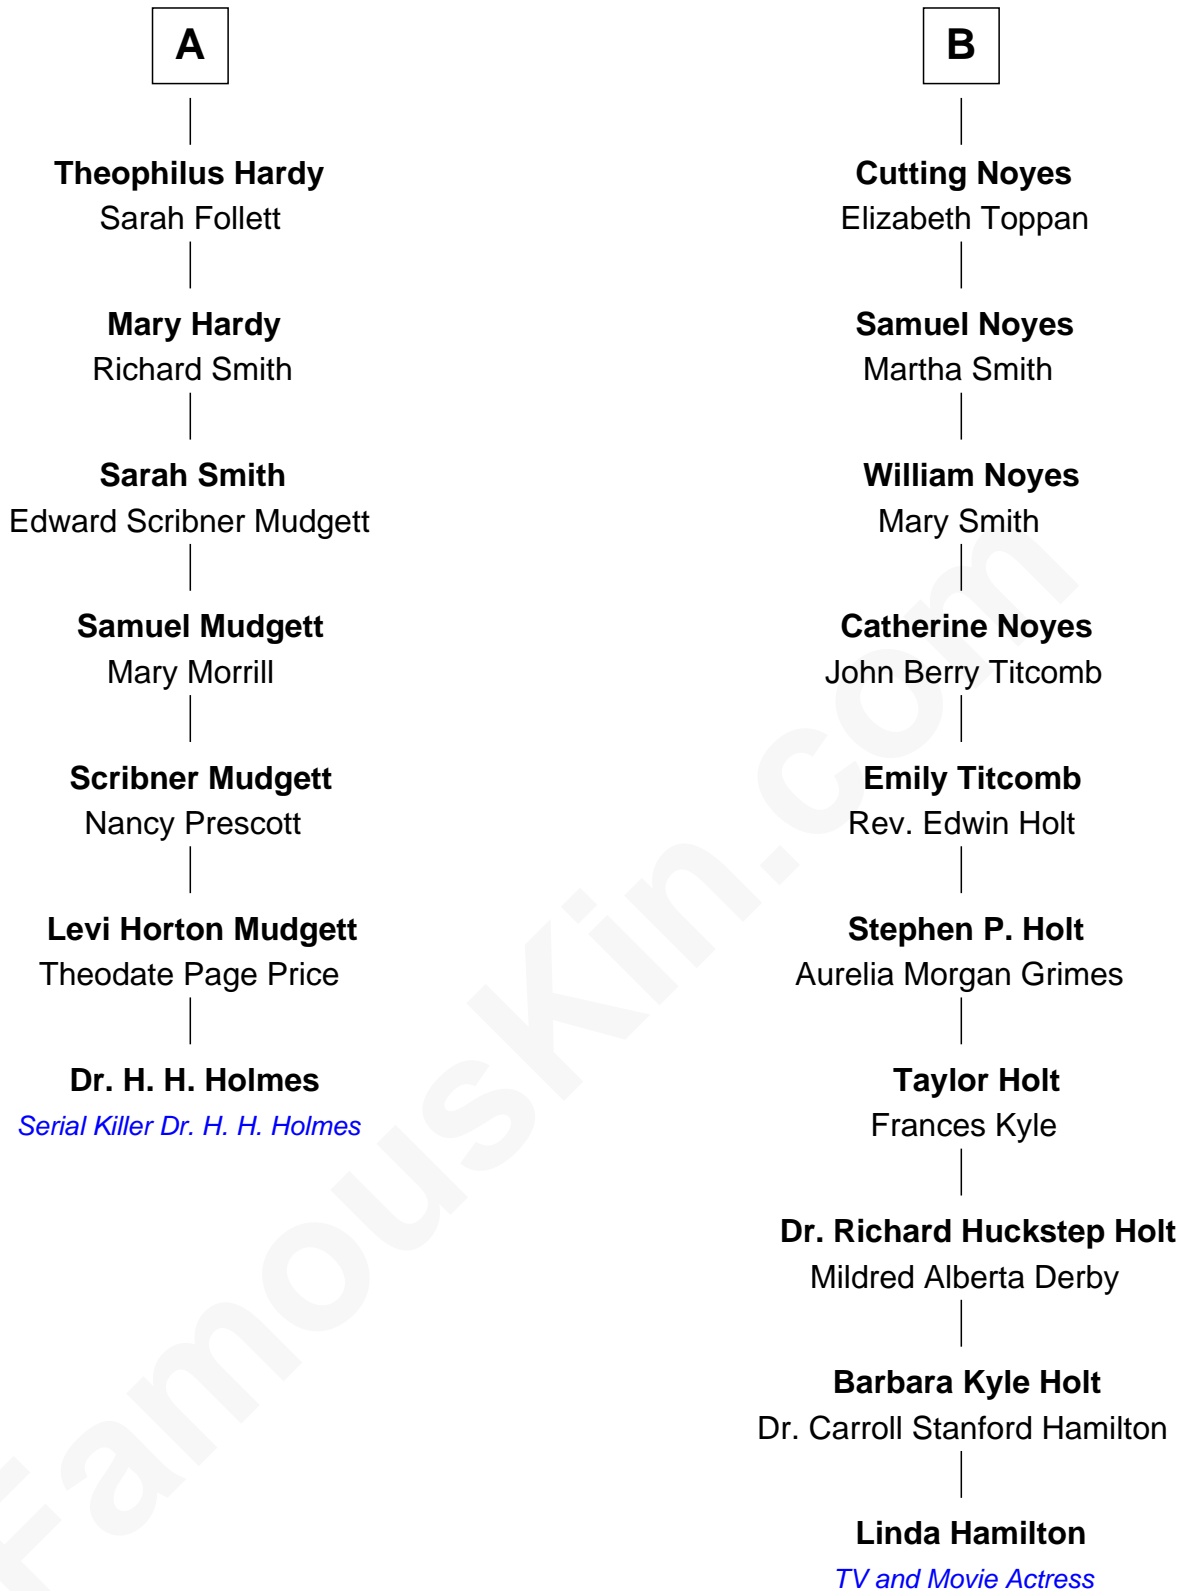 A
Theophilus Hardy
Sarah Follett
Mary Hardy
Richard Smith
Sarah Smith
Edward Scribner Mudgett
Samuel Mudgett
Mary Morrill
Scribner Mudgett
Nancy Prescott
Levi Horton Mudgett
Theodate Page Price
Dr. H. H. Holmes
Serial Killer Dr. H. H. Holmes
B
Cutting Noyes
Elizabeth Toppan
Samuel Noyes
Martha Smith
William Noyes
Mary Smith
Catherine Noyes
John Berry Titcomb
Emily Titcomb
Rev. Edwin Holt
Stephen P. Holt
Aurelia Morgan Grimes
Taylor Holt
Frances Kyle
Dr. Richard Huckstep Holt
Mildred Alberta Derby
Barbara Kyle Holt
Dr. Carroll Stanford Hamilton
Linda Hamilton
TV and Movie Actress
FamousKin.com